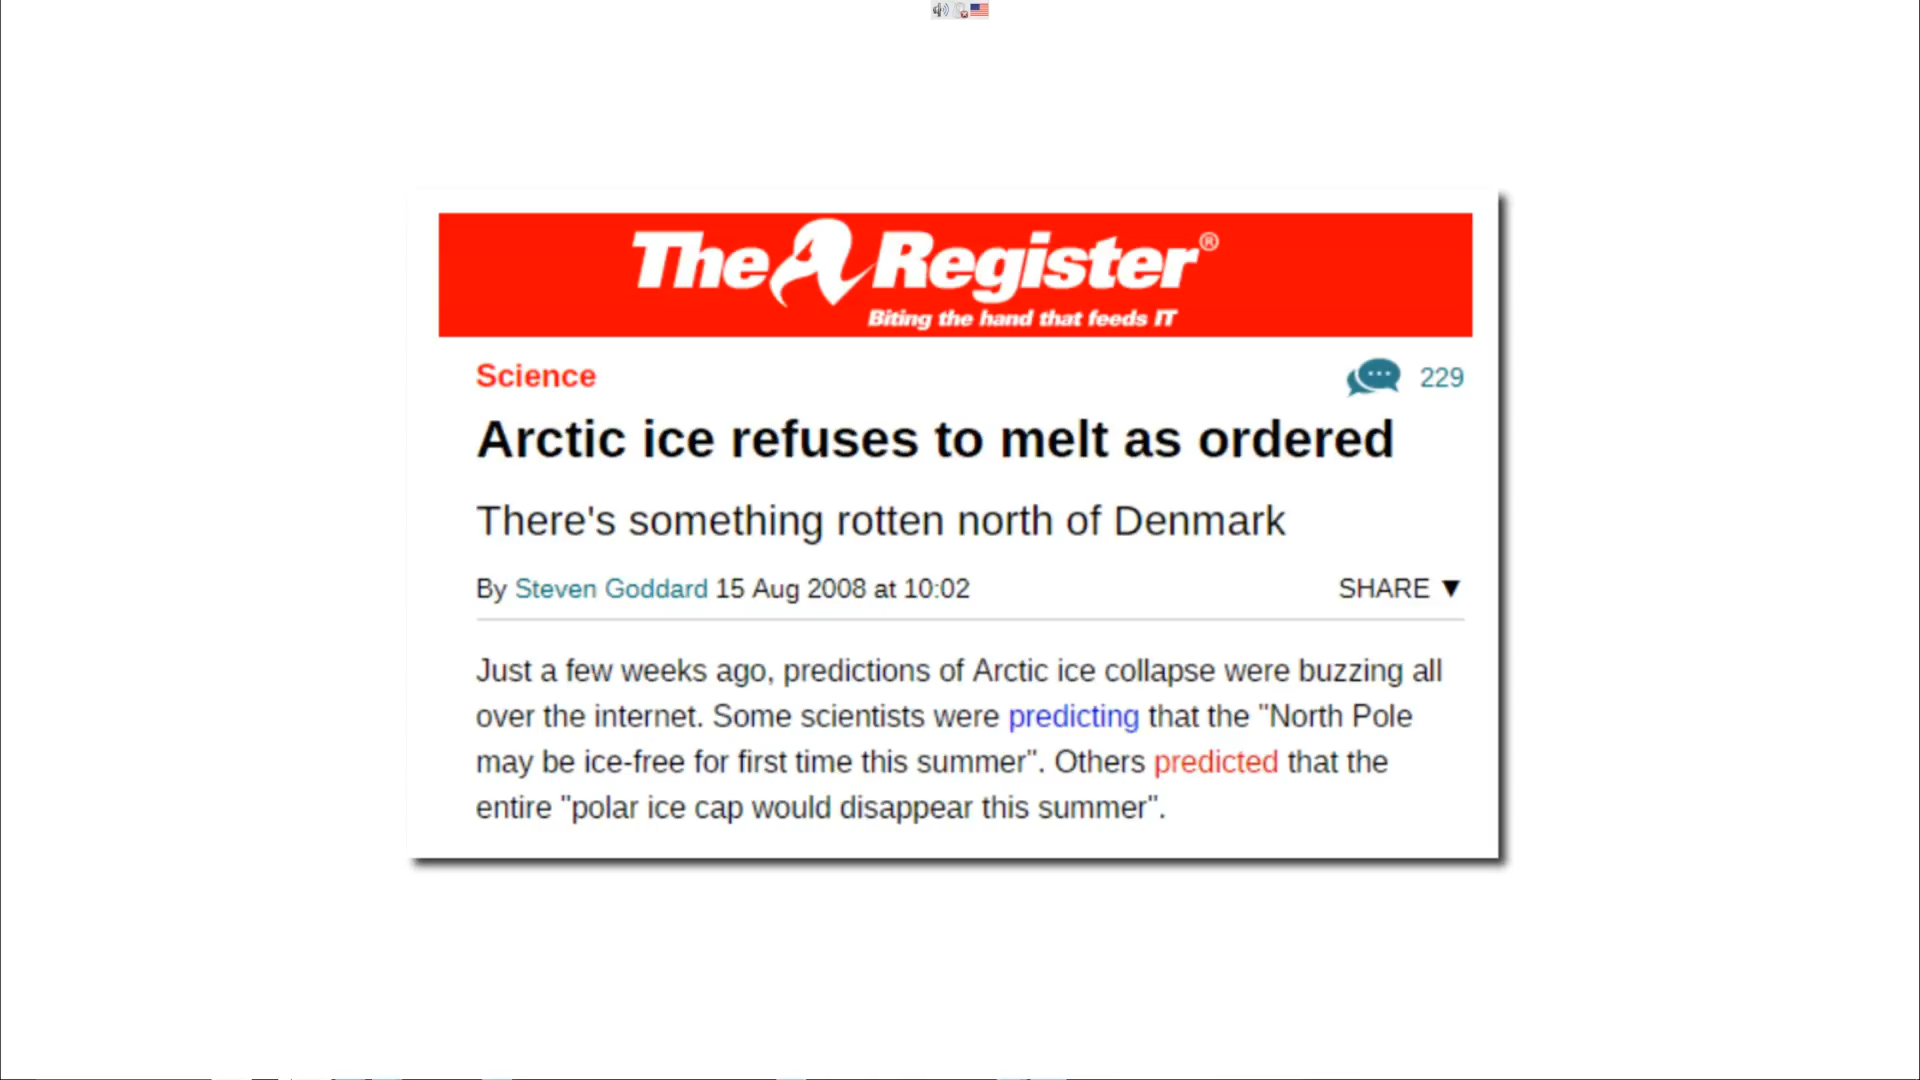 The Register®
Biting the hand that feeds IT
Science
229
Arctic ice refuses to melt as ordered
There's something rotten north of Denmark
By Steven Goddard 15 Aug 2008 at 10:02
SHARE ▼
Just a few weeks ago, predictions of Arctic ice collapse were buzzing all
over the internet. Some scientists were predicting that the "North Pole
may be ice-free for first time this summer". Others predicted that the
entire "polar ice cap would disappear this summer".